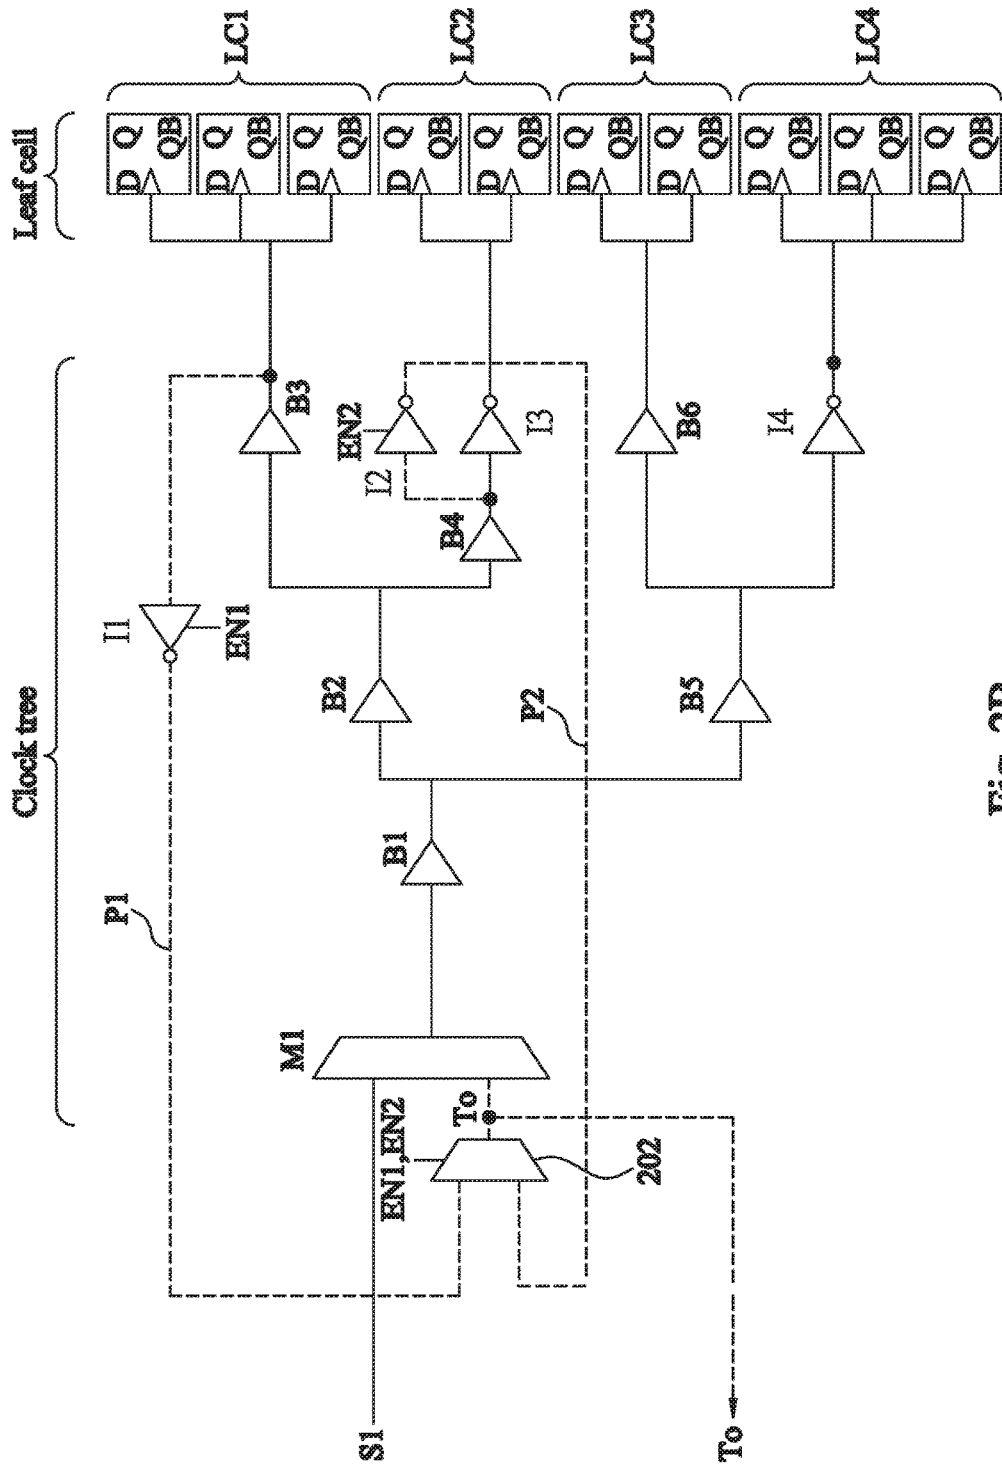 Clock tree
Leaf cell
P1
I1
EN1
S1
EN1,EN2
To
M1
202
To
B1
B2
B5
P2
B3
EN2
I2
B4
I3
B6
I4
D Q
QB
D Q
QB
D Q
QB
D Q
QB
D Q
QB
D Q
QB
D Q
QB
D Q
QB
D Q
QB
D Q
QB
LC1
LC2
LC3
LC4